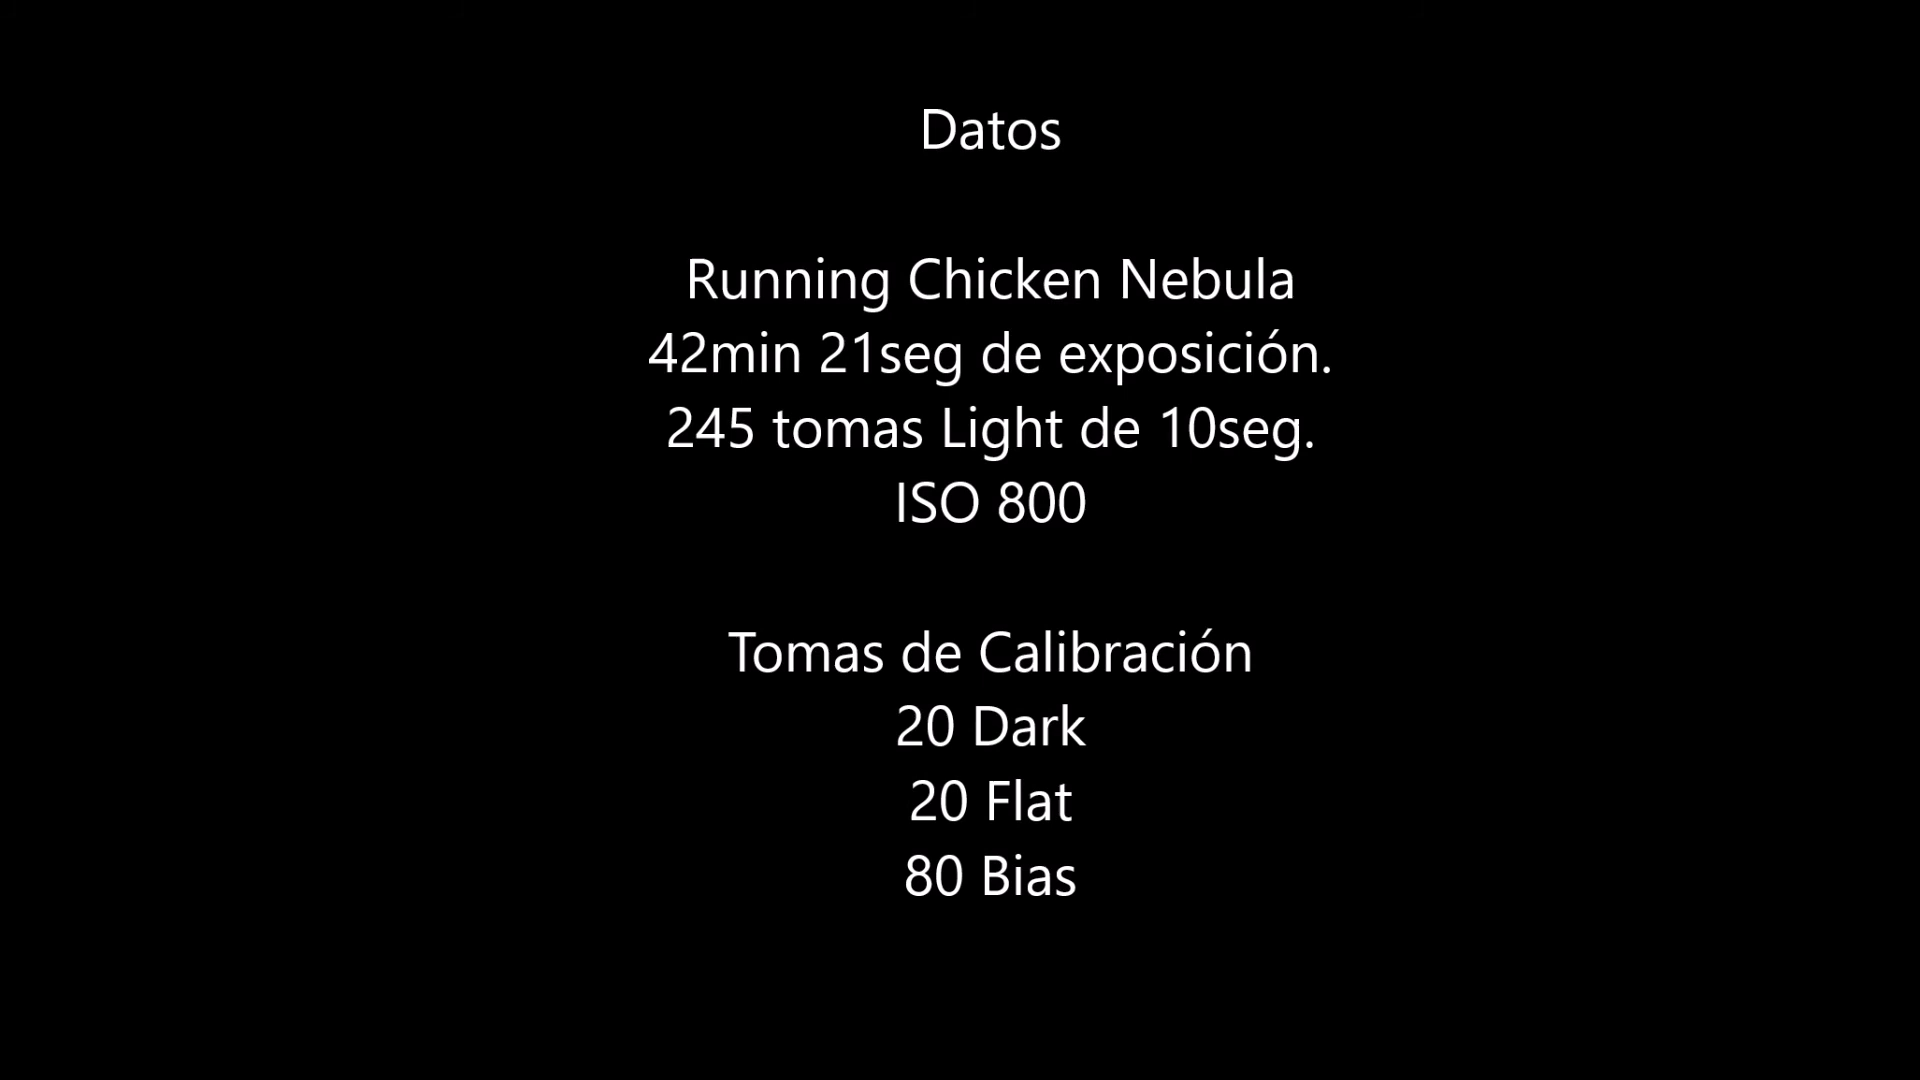 Datos
Running Chicken Nebula
42min 21seg de exposición.
245 tomas Light de 10seg.
ISO 800
Tomas de Calibración
20 Dark
20 Flat
80 Bias